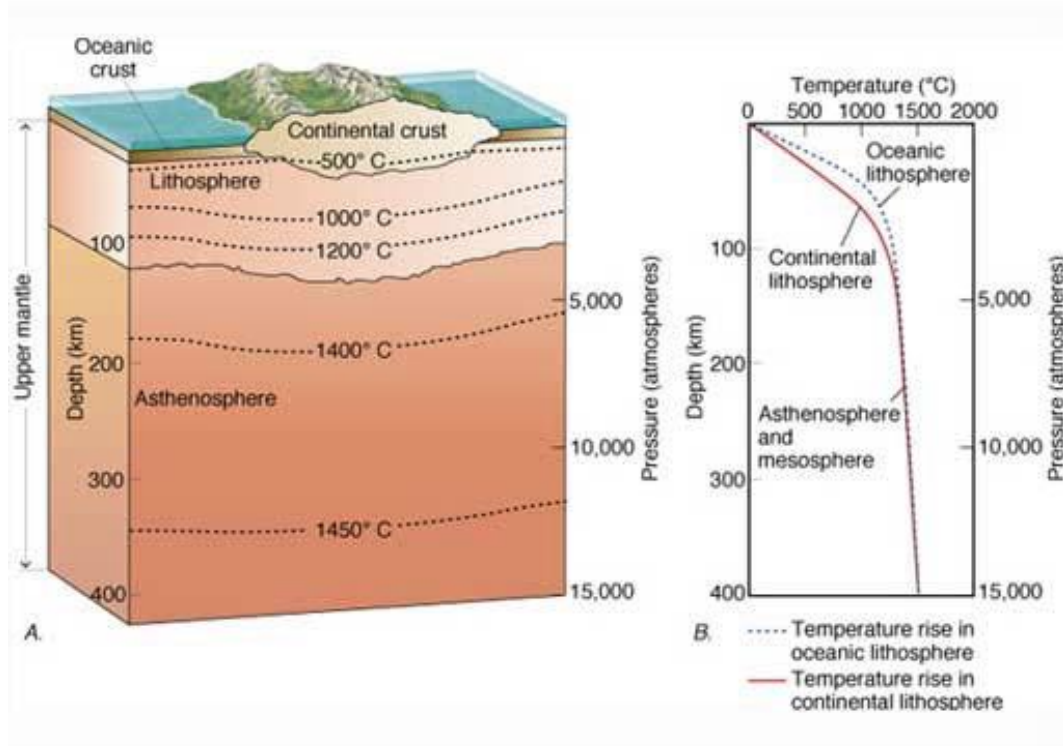 Oceanic
crust
Continental crust
500° C
Lithosphere
1000° C
100
1200° C
5,000
Upper mantle
Depth (km)
200
1400° C
Asthenosphere
Pressure (atmospheres)
10,000
300
1450° C
400
15,000
A.
Temperature (°C)
0 500 1000 1500 2000
Oceanic
lithosphere
100
Continental
lithosphere
5,000
Depth (km)
200
Pressure (atmospheres)
Asthenosphere
and
mesosphere
10,000
300
400
15,000
B.
Temperature rise in
oceanic lithosphere
Temperature rise in
continental lithosphere